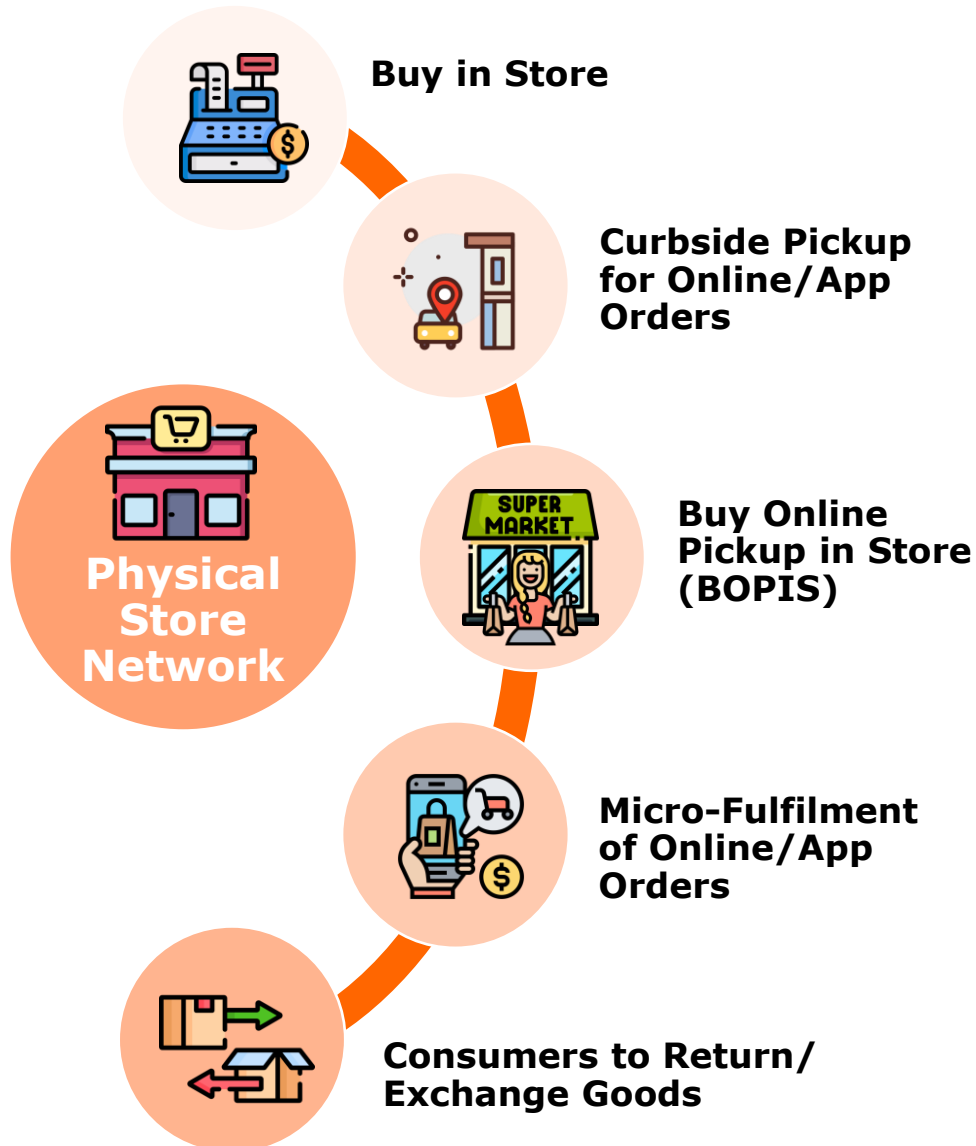 Buy in Store
Curbside Pickup
for Online/App
Orders
Physical
Store
Network
SUPER
MARKET
Buy Online
Pickup in Store
(BOPIS)
Micro-Fulfilment
of Online/App
Orders
Consumers to Return/
Exchange Goods
$
$